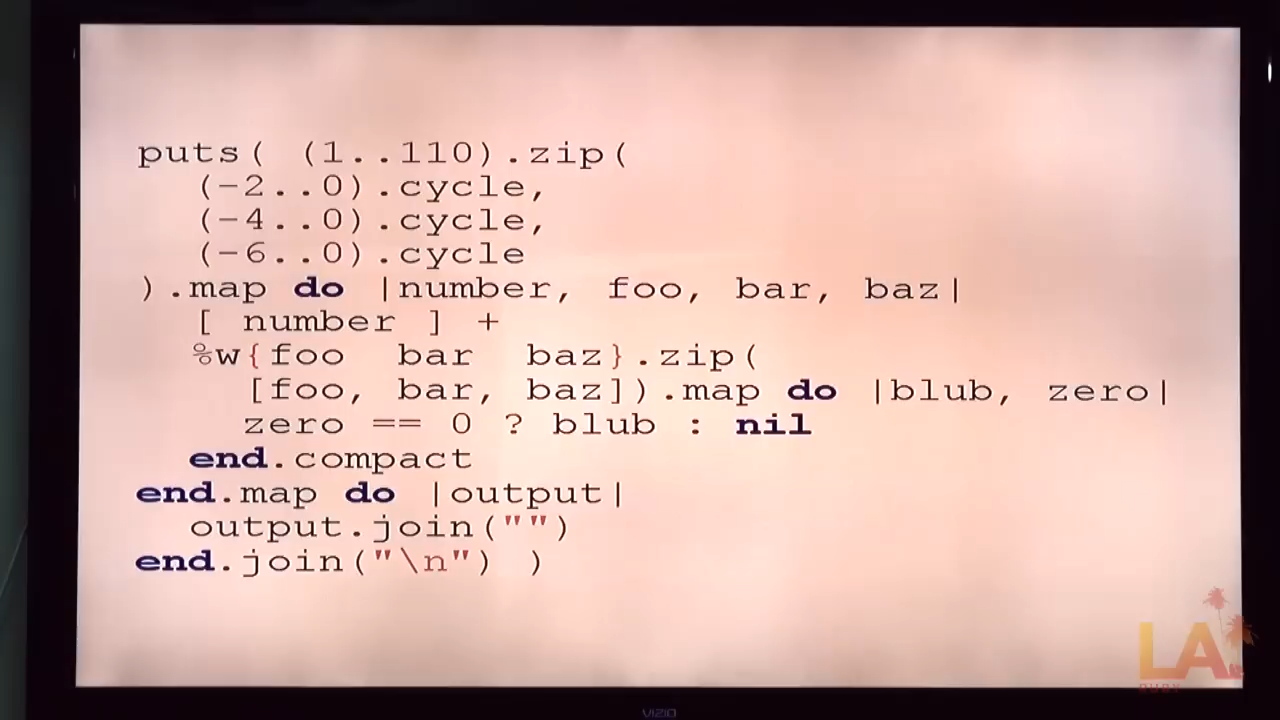 puts( (1..110).zip(
(-2..0).cycle,
(-4..0).cycle,
(-6..0).cycle
).map do |number, foo, bar, baz|
[ number ] +
%w{foo bar baz}.zip(
[foo, bar, baz]).map do |blub, zero|
zero == 0 ? blub : nil
end.compact
end.map do |output|
output.join("")
end.join("\n") )
LA
VIZIO